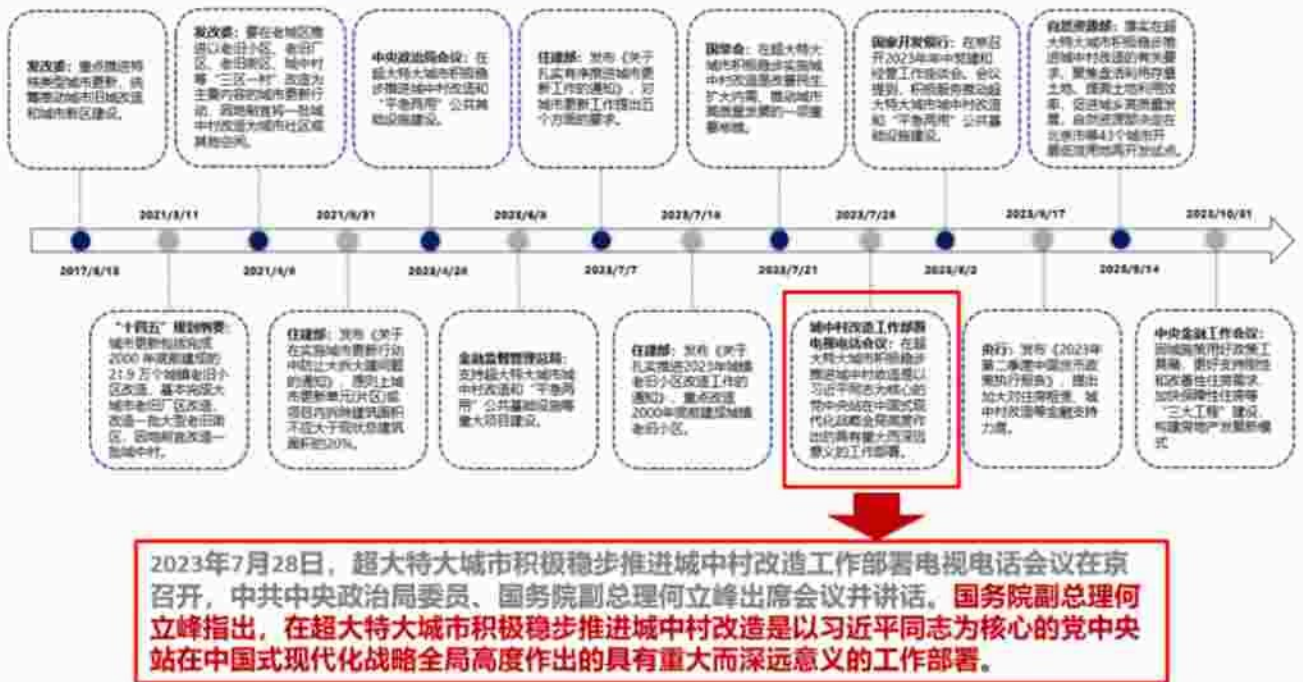 发改委：重点推进特
殊类型城市更新，统
筹推动城市旧城改造
和城市新区建设。
发改委：要在老城区推
进以老旧小区、老旧厂
区、老旧街区、城中村
等“三区一村”改造为
主要内容的城市更新行
动，因地制宜将一批城
中村改造为城市社区或
其他空间。
中央政治局会议：在
超大特大城市积极稳
步推进城中村改造和
“平急两用”公共基
础设施建设。
住建部：发布《关于
扎实有序推进城市更
新工作的通知》，对
城市更新工作提出五
个方面的要求。
国常会：在超大特大
城市积极稳步实施城
中村改造是改善民生、
扩大内需、推动城市
高质量发展的一项重
要举措。
国家开发银行：在京召
开2023年年中党建和
经营工作座谈会，会议
提到，积极服务推动超
大特大城市城中村改造
和“平急两用”公共基
础设施建设。
自然资源部：落实在超
大特大城市积极稳步推
进城中村改造的有关要
求，聚焦盘活利用存量
土地，提高土地利用效
率，促进城乡高质量发
展，自然资源部决定在
北京市等43个城市开
展低效用地再开发试点。
2021/3/11
2021/8/31
2023/7/18
2023/7/28
2023/8/17
2023/10/31
2021/4/8
2023/4/28
2023/7/7
2023/7/21
2023/8/2
“十四五”规划纲要：
城市更新包括完成
2000 年底前建成的
21.9 万个城镇老旧小
区改造，基本完成大
城市老旧厂区改造，
改造一批大型老旧街
区，因地制宜改造一
批城中村。
住建部：发布《关于
在实施城市更新行动
中防止大拆大建问题
的通知》，原则上城
市更新单元(片区)或
项目内拆除建筑面积
不应大于现状总建筑
面积的20%。
金融监督管理总局：
支持超大特大城市城
中村改造和“平急两
用”公共基础设施等
重大项目建设。
住建部：发布《关于
扎实推进2023年城镇
老旧小区改造工作的
通知》，重点改造
2000年底前建成城镇
老旧小区。
城中村改造工作部署
电视电话会议：在超
大特大城市积极稳步
推进城中村改造是以
习近平同志为核心的
党中央站在中国式现
代化战略全局高度作
出的具有重大而深远
意义的工作部署。
央行：发布《2023年
第二季度中国货币政
策执行报告》，提出
加大对住房租赁、城
中村改造等金融支持
力度。
中央金融工作会议：
因城施策用好政策工
具箱，更好支持刚性
和改善性住房需求，
加快保障性住房等
“三大工程”建设，
构建房地产发展新模
式
2023年7月28日，超大特大城市积极稳步推进城中村改造工作部署电视电话会议在京
召开，中共中央政治局委员、国务院副总理何立峰出席会议并讲话。国务院副总理何
立峰指出，在超大特大城市积极稳步推进城中村改造是以习近平同志为核心的党中央
站在中国式现代化战略全局高度作出的具有重大而深远意义的工作部署。